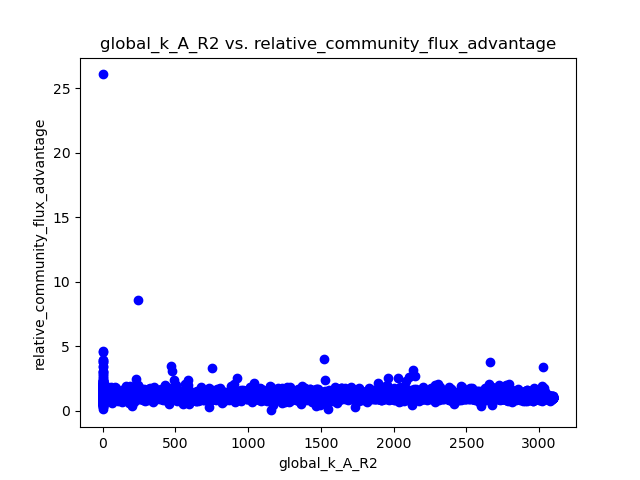 global_k_A_R2 vs. relative_community_flux_advantage
relative_community_flux_advantage
25
20
15
10
5
0
0 500 1000 1500 2000 2500 3000
global_k_A_R2